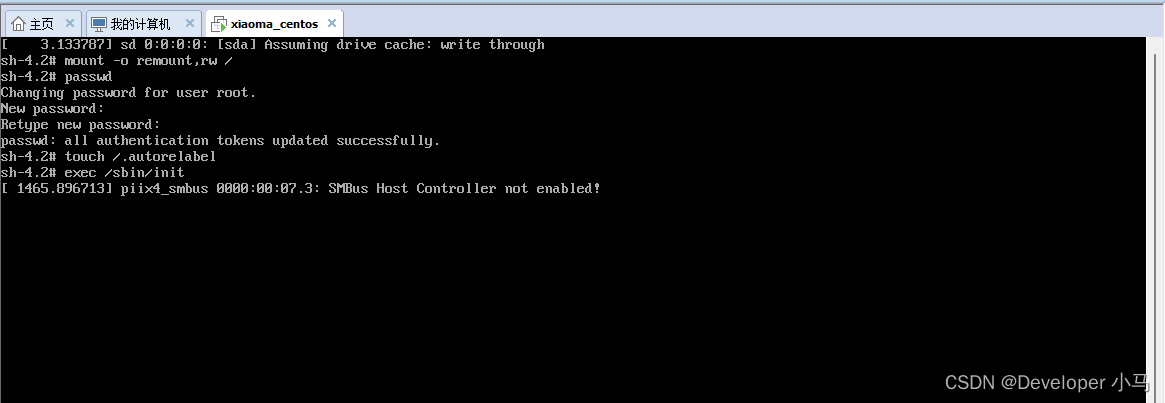 主页 我的计算机 xiaoma_centos
[    3.133787] sd 0:0:0:0: [sda] Assuming drive cache: write through
sh-4.2# mount -o remount,rw /
sh-4.2# passwd
Changing password for user root.
New password:
Retype new password:
passwd: all authentication tokens updated successfully.
sh-4.2# touch /.autorelabel
sh-4.2# exec /sbin/init
[ 1465.896713] piix4_smbus 0000:00:07.3: SMBus Host Controller not enabled!
CSDN @Developer 小马